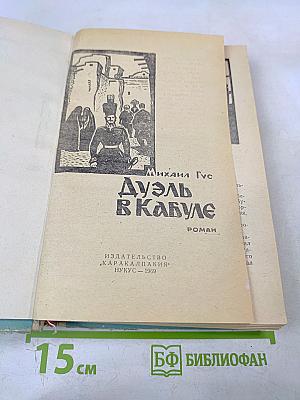 Михаил Гус
Дуэль
в Кабуле
РОМАН
ИЗДАТЕЛЬСТВО
„КАРАКАЛПАКИЯ"
НУКУС—1969
15 см
БФ БИБЛИОФАН